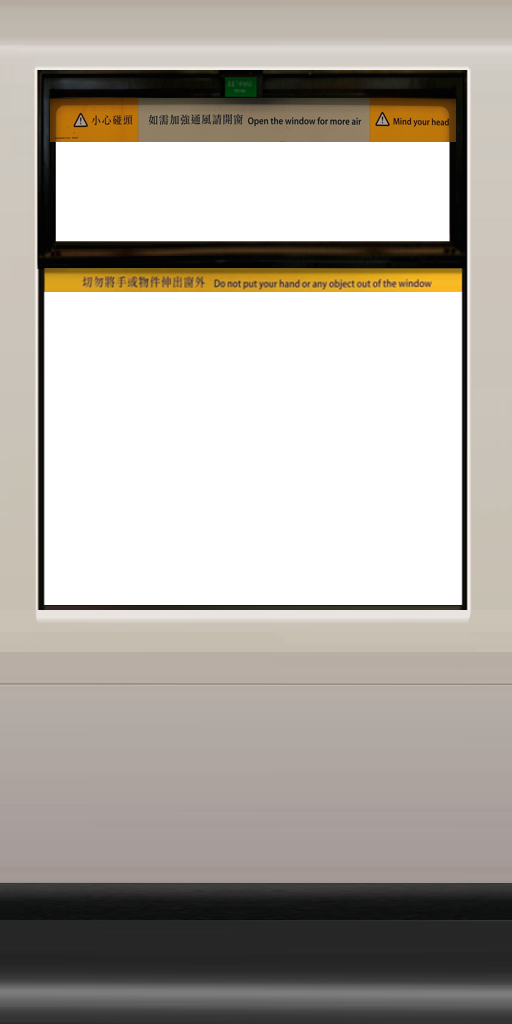 小心碰頭 如需加強通風請開窗 Open the window for more air Mind your head
切勿將手或物件伸出窗外 Do not put your hand or any object out of the window